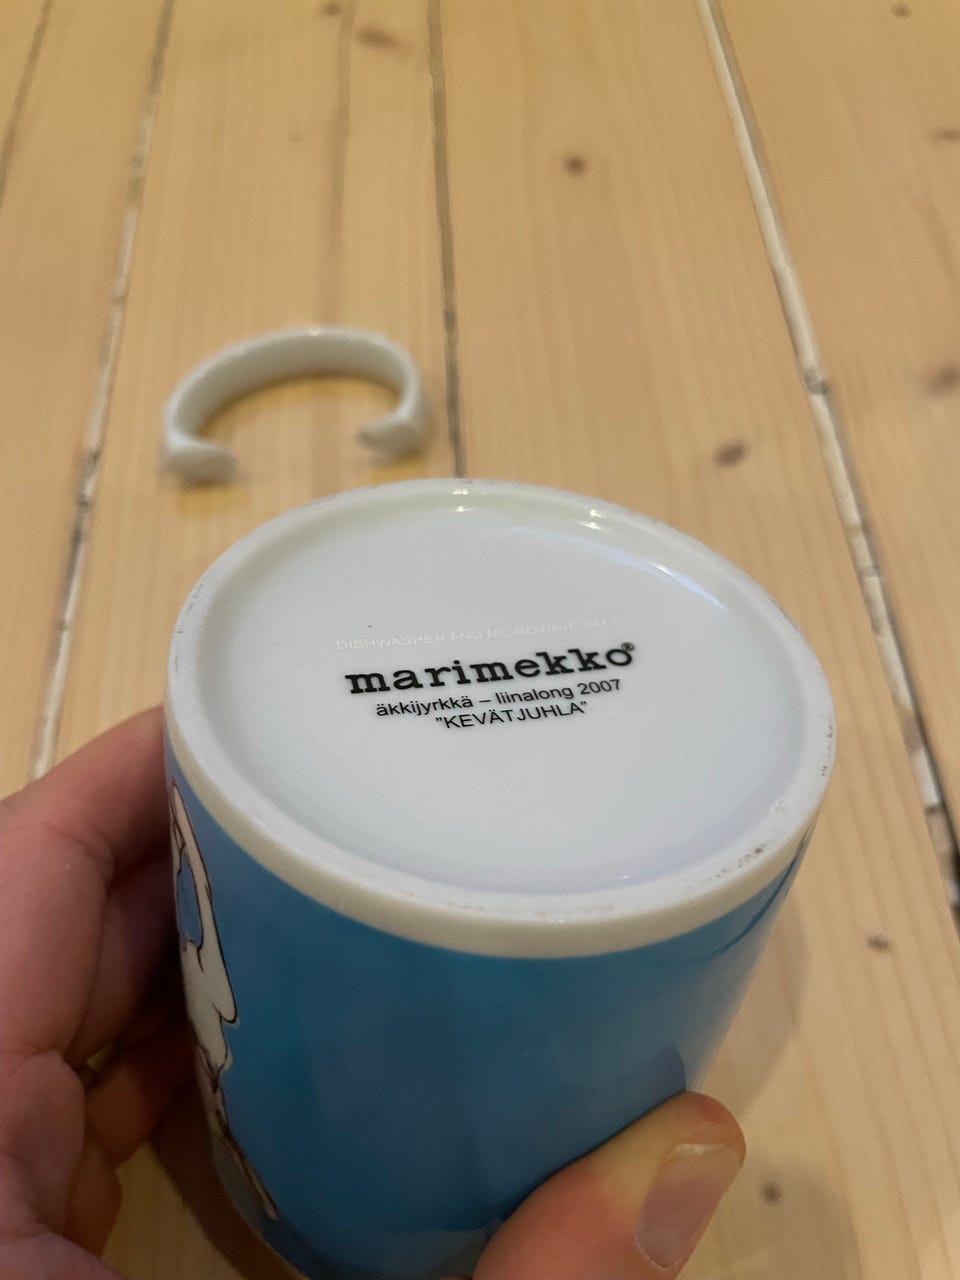 DISHWASHER AND MICROWAVE SAFE
marimekko®
äkkijyrkkä – liinalong 2007
"KEVÄTJUHLA"